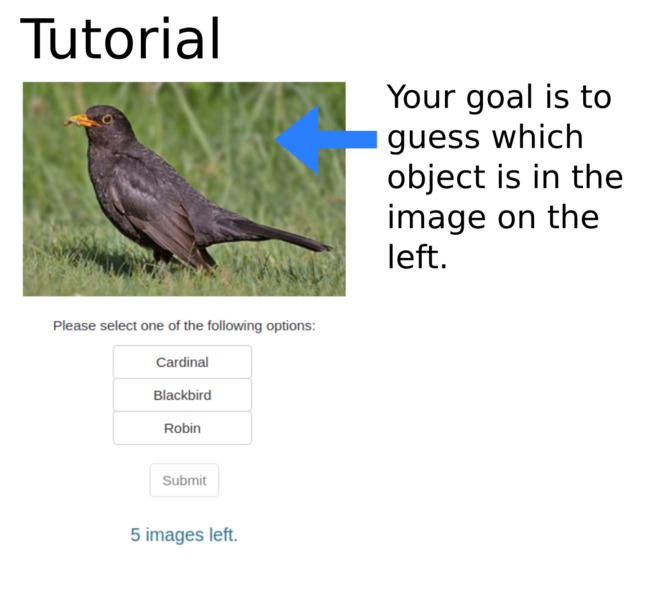 Tutorial
Your goal is to
guess which
object is in the
image on the
left.
Please select one of the following options:
Cardinal
Blackbird
Robin
Submit
5 images left.